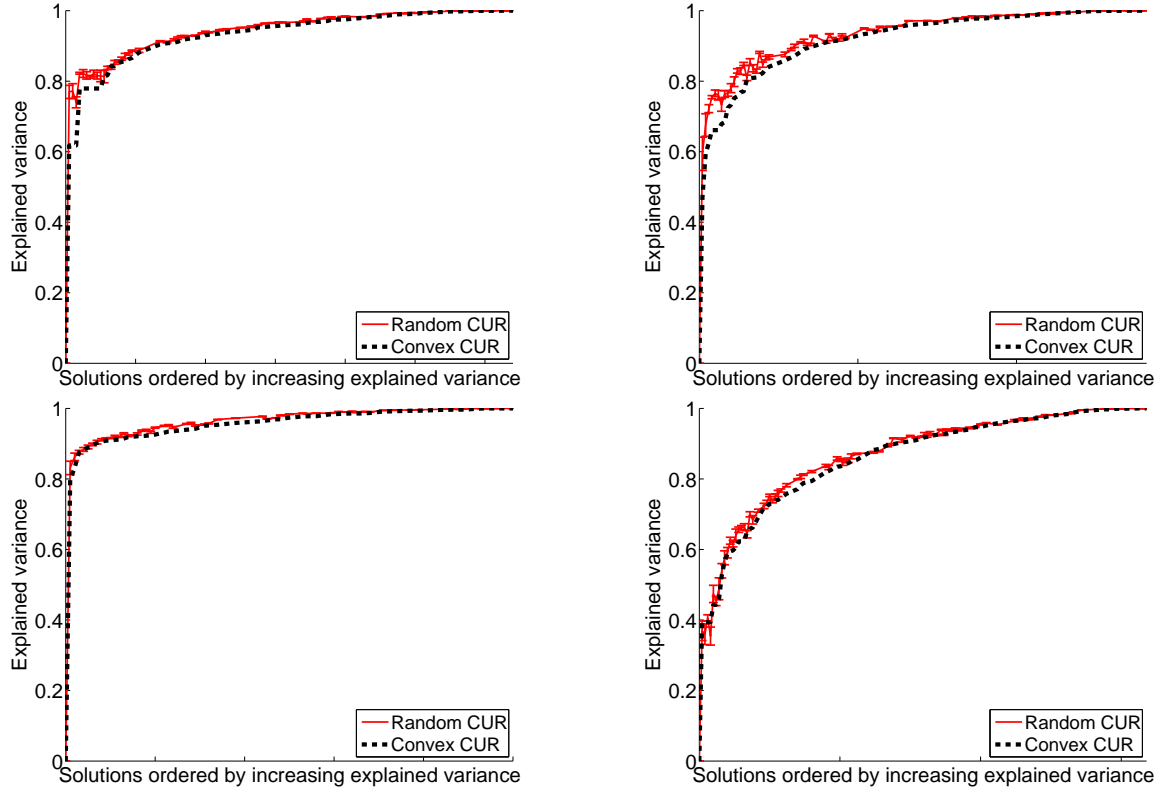 1
0.8
0.6
0.4
0.2
0
Explained variance
Random CUR
Convex CUR
Solutions ordered by increasing explained variance
1
0.8
0.6
0.4
0.2
0
Explained variance
Random CUR
Convex CUR
Solutions ordered by increasing explained variance
1
0.8
0.6
0.4
0.2
0
Explained variance
Random CUR
Convex CUR
Solutions ordered by increasing explained variance
1
0.8
0.6
0.4
0.2
0
Explained variance
Random CUR
Convex CUR
Solutions ordered by increasing explained variance